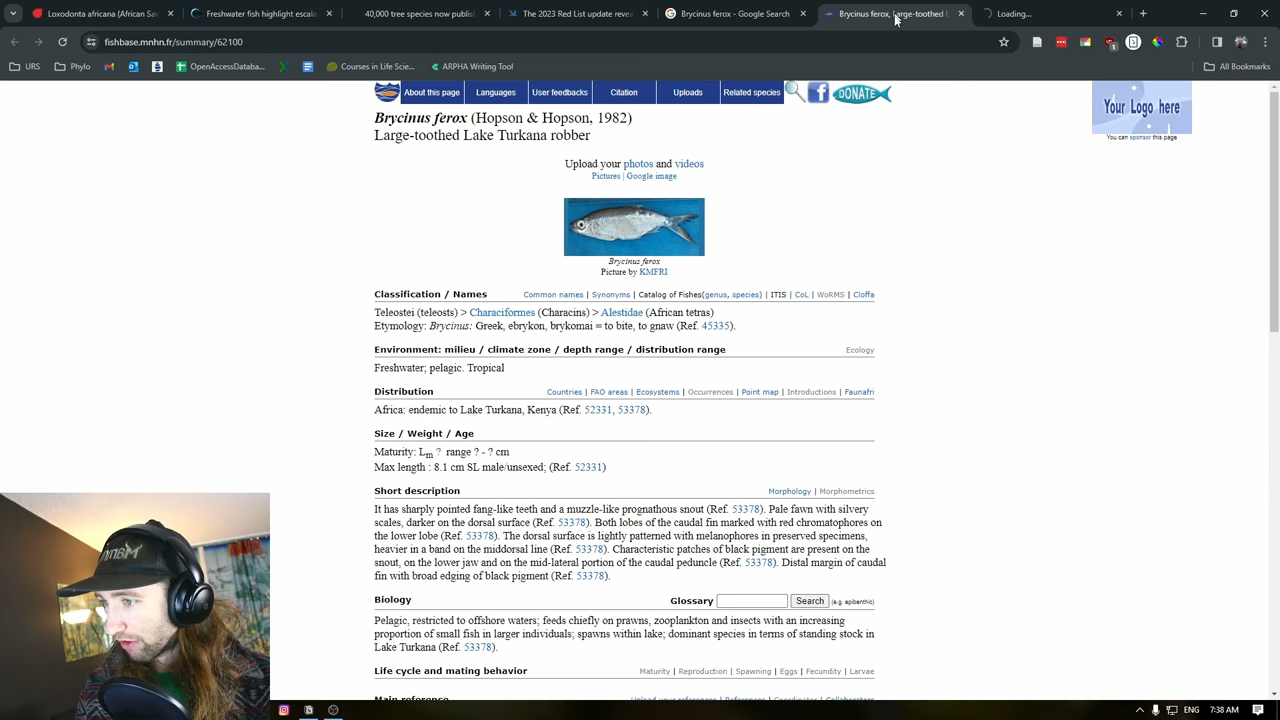 Loxodonta africana (African Sav
Freshwater fish highlight escala
40,000 tree species now publis
The 2023 Red List update revea
Brycinus ferox - Google Search
Brycinus ferox, Large-toothed L
Loading...
fishbase.mnhn.fr/summary/62100
URS
Phylo
OpenAccessDataba...
Courses in Life Scie...
ARPHA Writing Tool
All Bookmarks
About this page
Languages
User feedbacks
Citation
Uploads
Related species
DONATE
Your Logo here
You can sponsor this page
Brycinus ferox (Hopson & Hopson, 1982)
Large-toothed Lake Turkana robber
Upload your photos and videos
Pictures | Google image
Brycinus ferox
Picture by KMFRI
Classification / Names Common names | Synonyms | Catalog of Fishes(genus, species) | ITIS | CoL | WoRMS | Cloffa
Teleostei (teleosts) > Characiformes (Characins) > Alestidae (African tetras)
Etymology: Brycinus: Greek, ebrykon, brykomai = to bite, to gnaw (Ref. 45335).
Environment: milieu / climate zone / depth range / distribution range Ecology
Freshwater; pelagic. Tropical
Distribution Countries | FAO areas | Ecosystems | Occurrences | Point map | Introductions | Faunafri
Africa: endemic to Lake Turkana, Kenya (Ref. 52331, 53378).
Size / Weight / Age
Maturity: Lm ? range ? - ? cm
Max length : 8.1 cm SL male/unsexed; (Ref. 52331)
Short description Morphology | Morphometrics
It has sharply pointed fang-like teeth and a muzzle-like prognathous snout (Ref. 53378). Pale fawn with silvery
scales, darker on the dorsal surface (Ref. 53378). Both lobes of the caudal fin marked with red chromatophores on
the lower lobe (Ref. 53378). The dorsal surface is lightly patterned with melanophores in preserved specimens,
heavier in a band on the middorsal line (Ref. 53378). Characteristic patches of black pigment are present on the
snout, on the lower jaw and on the mid-lateral portion of the caudal peduncle (Ref. 53378). Distal margin of caudal
fin with broad edging of black pigment (Ref. 53378).
Biology Glossary Search (e.g. epibenthic)
Pelagic, restricted to offshore waters; feeds chiefly on prawns, zooplankton and insects with an increasing
proportion of small fish in larger individuals; spawns within lake; dominant species in terms of standing stock in
Lake Turkana (Ref. 53378).
Life cycle and mating behavior Maturity | Reproduction | Spawning | Eggs | Fecundity | Larvae
Main reference Upload your references | References | Coordinator | Collaborators
7:38 AM